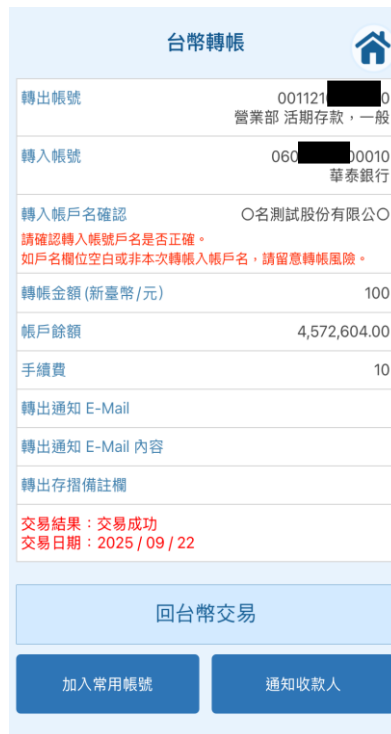 台幣轉帳
轉出帳號 001121 0
營業部 活期存款，一般
轉入帳號 060 00010
華泰銀行
轉入帳戶名確認 〇名測試股份有限公〇
請確認轉入帳號戶名是否正確。
如戶名欄位空白或非本次轉帳入帳戶名，請留意轉帳風險。
轉帳金額(新臺幣/元) 100
帳戶餘額 4,572,604.00
手續費 10
轉出通知 E-Mail
轉出通知 E-Mail 內容
轉出存摺備註欄
交易結果：交易成功
交易日期：2025 / 09 / 22
回台幣交易
加入常用帳號 通知收款人